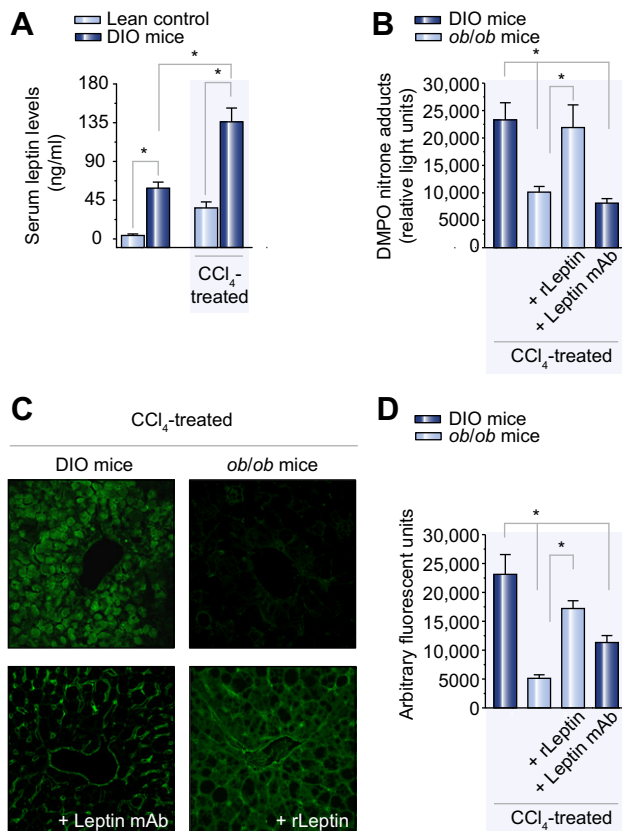 A
Lean control
DIO mice
Serum leptin levels
(ng/ml)
180
135
90
45
0
*
*
*
CCl4-
treated
B
DIO mice
ob/ob mice
DMPO nitrone adducts
(relative light units)
30,000
25,000
20,000
15,000
10,000
5000
0
*
*
+ rLeptin
+ Leptin mAb
CCl4-treated
C
CCl4-treated
DIO mice
ob/ob mice
+ Leptin mAb
+ rLeptin
D
DIO mice
ob/ob mice
Arbitrary fluorescent units
30,000
25,000
20,000
15,000
10,000
5000
0
*
*
+ rLeptin
+ Leptin mAb
CCl4-treated